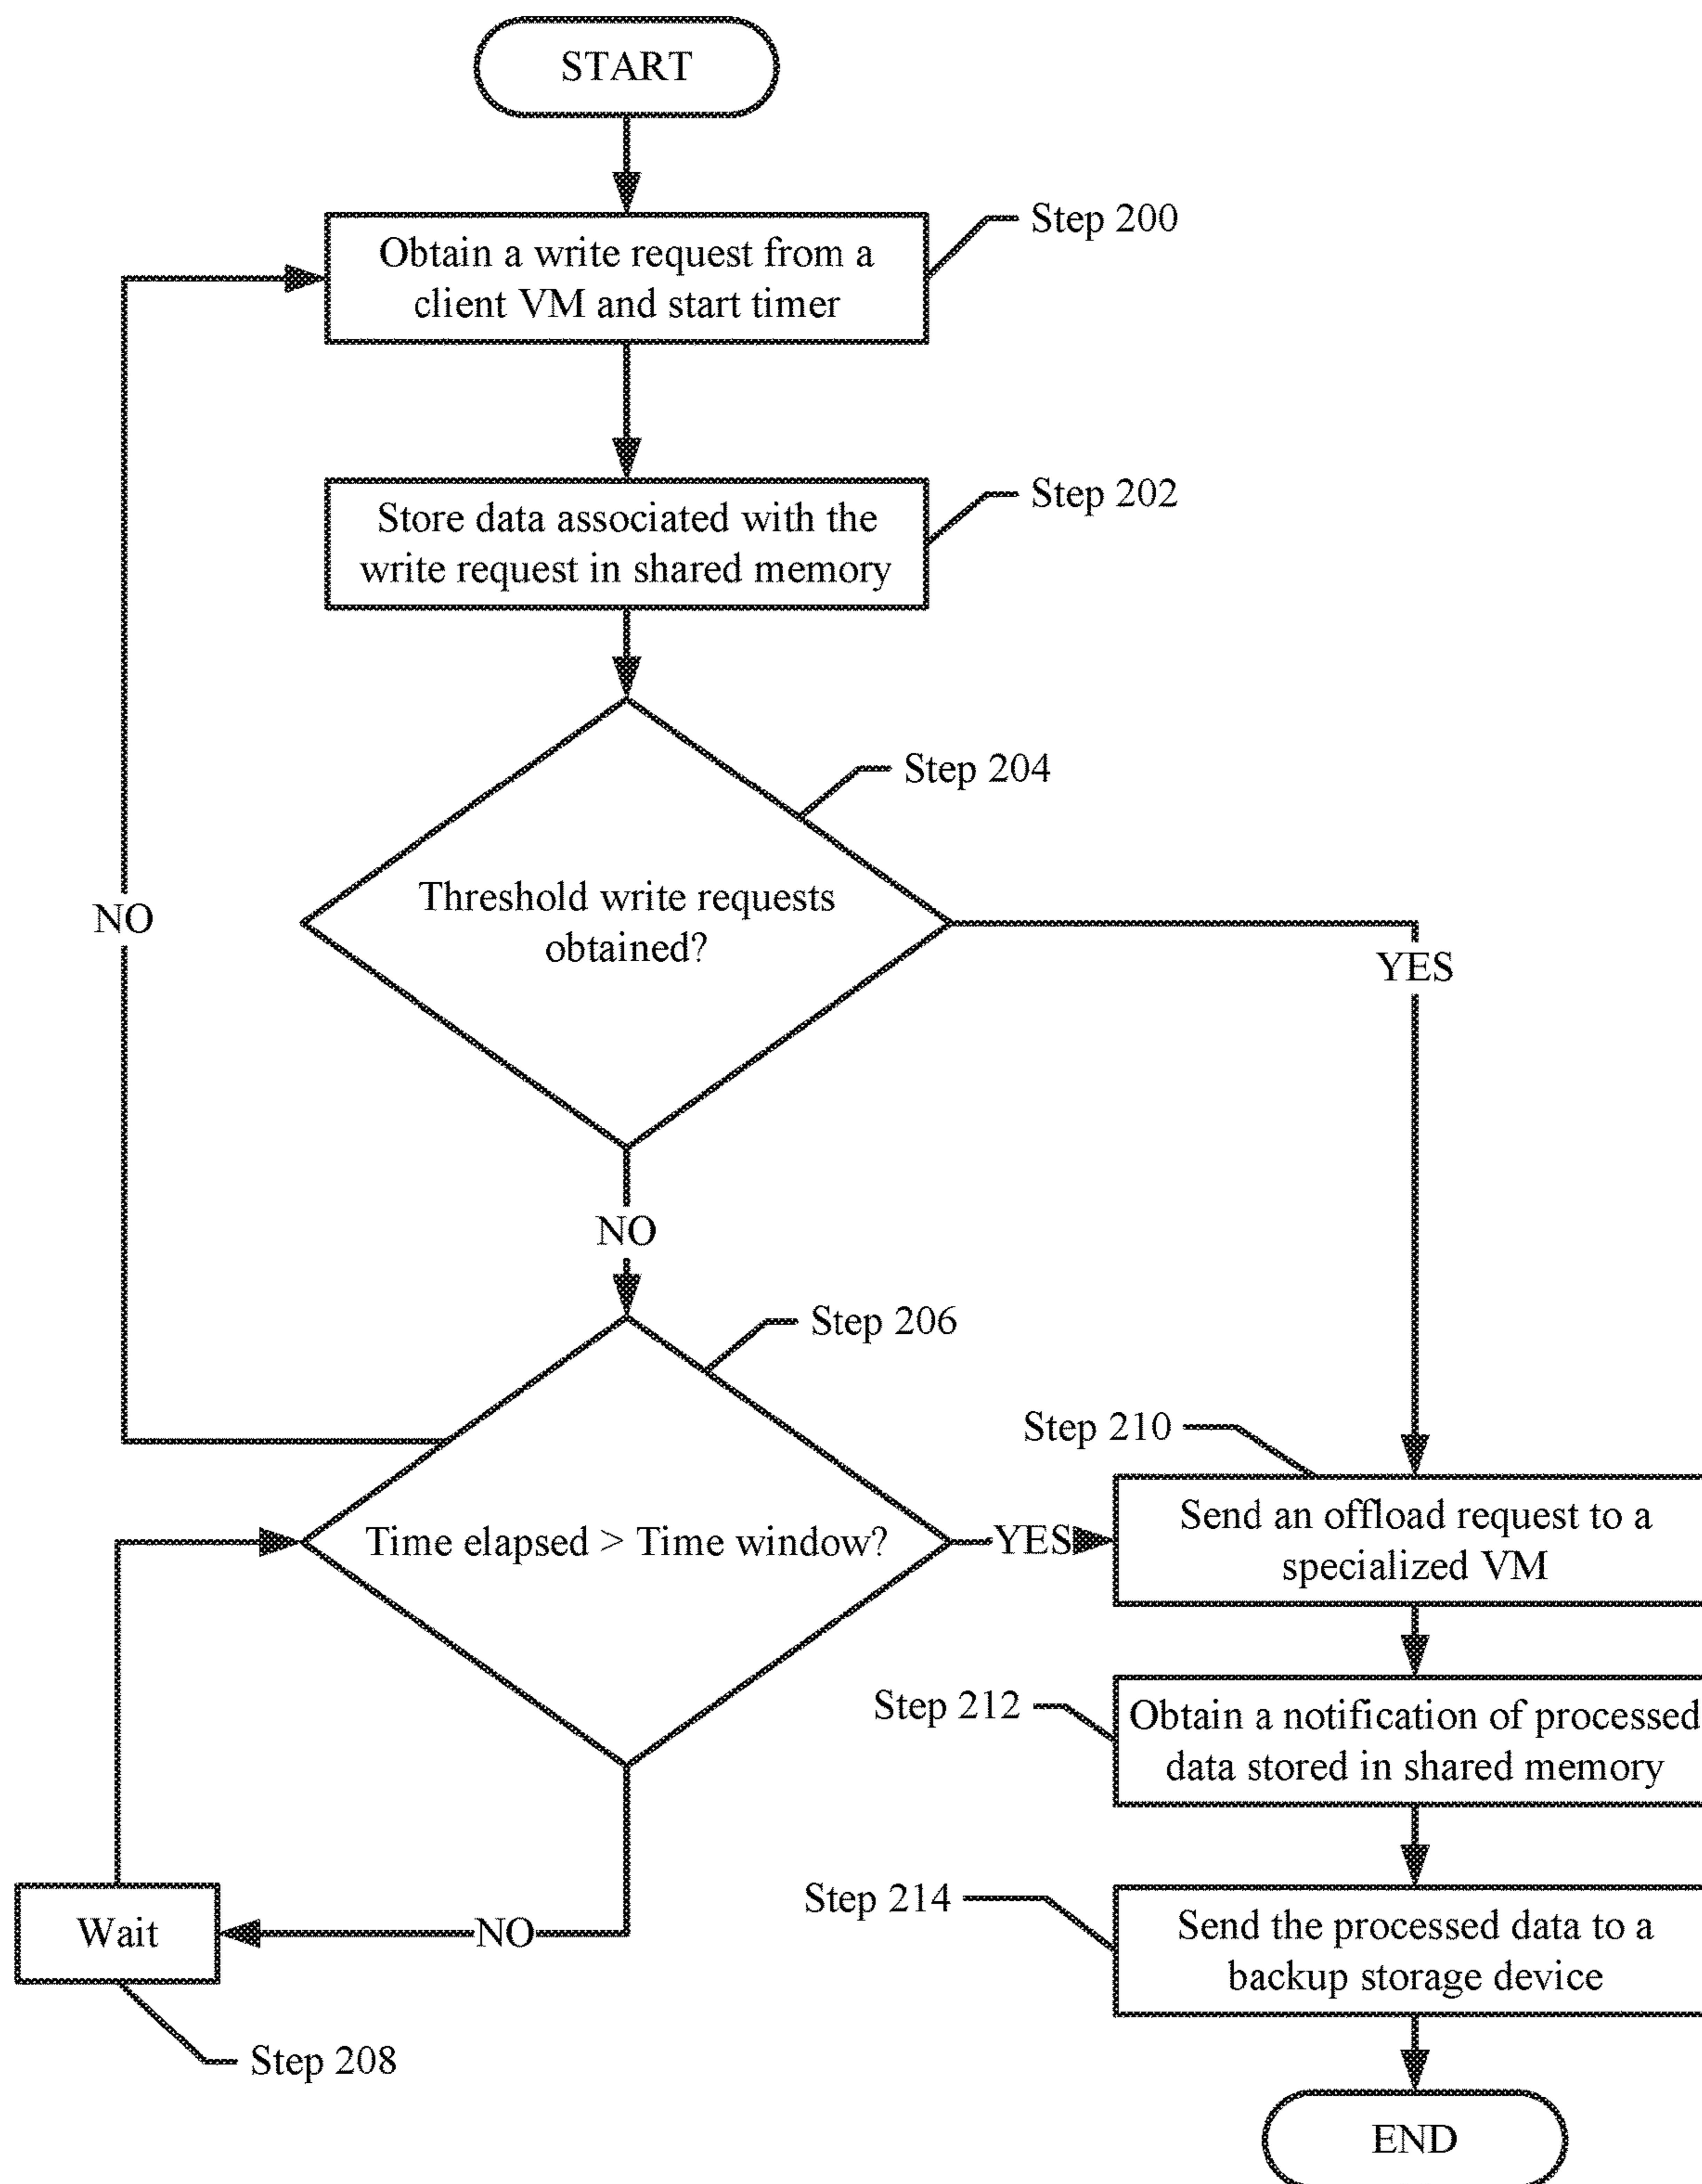 START
Step 200
Obtain a write request from a
client VM and start timer
Step 202
Store data associated with the
write request in shared memory
Step 204
Threshold write requests
obtained?
NO
YES
NO
Step 206
Step 210
Time elapsed > Time window?
YES
Send an offload request to a
specialized VM
Step 212
Obtain a notification of processed
data stored in shared memory
Step 214
Send the processed data to a
backup storage device
Wait
NO
Step 208
END